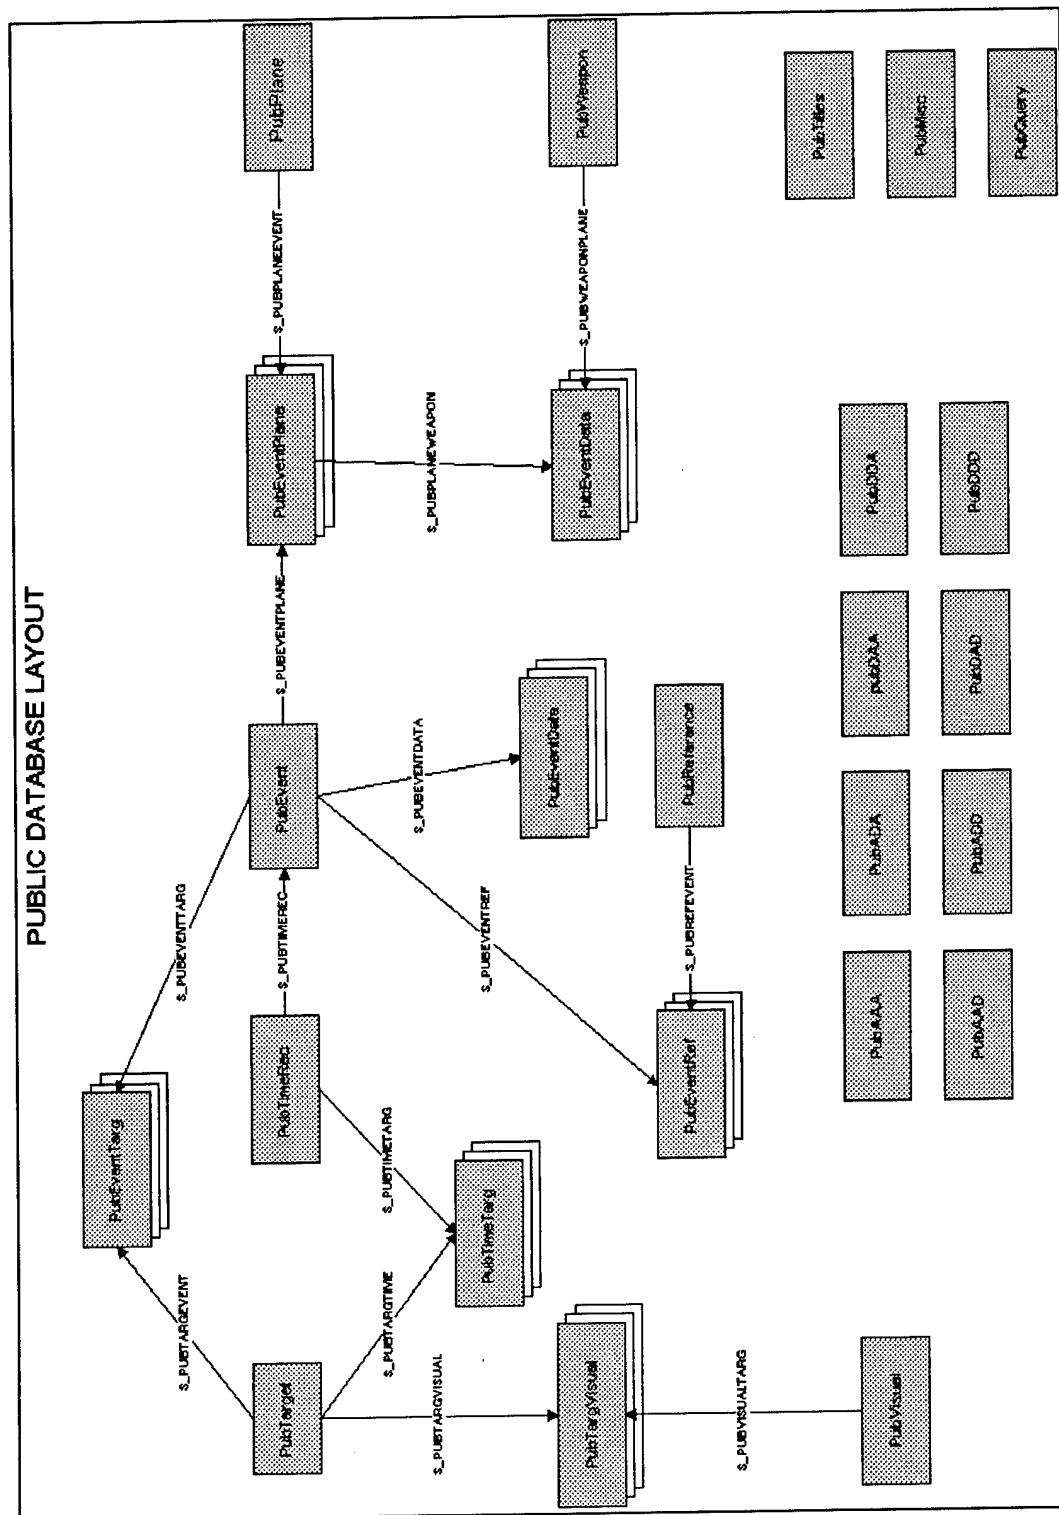 PUBLIC DATABASE LAYOUT
PubEventTarg
S_PUBTARGEVENT
S_PUBEVENTTARG
PubTarget
PubTimeRec
S_PUBTIMEREC
PubEvent
S_PUBEVENTPLANE
PubEventPlane
S_PUBPLANEEVENT
PubPlane
S_PUBTARGTIME
S_PUBTIMETARG
S_PUBTARGVISUAL
PubTimeTarg
S_PUBEVENTREF
S_PUBEVENTDATA
S_PUBPLANEWEAPON
PubTargVisual
PubEventData
PubEventData
S_PUBWEAPONPLANE
PubWeapon
S_PUBVISUALTARG
PubEventRef
S_PUBREFEVENT
PubReference
PubVisual
PubAAA
PubADA
pubDAA
PubDDA
PubAAD
PubADD
PubDAD
PubDDD
PubTitles
PubMisc
PubQuery